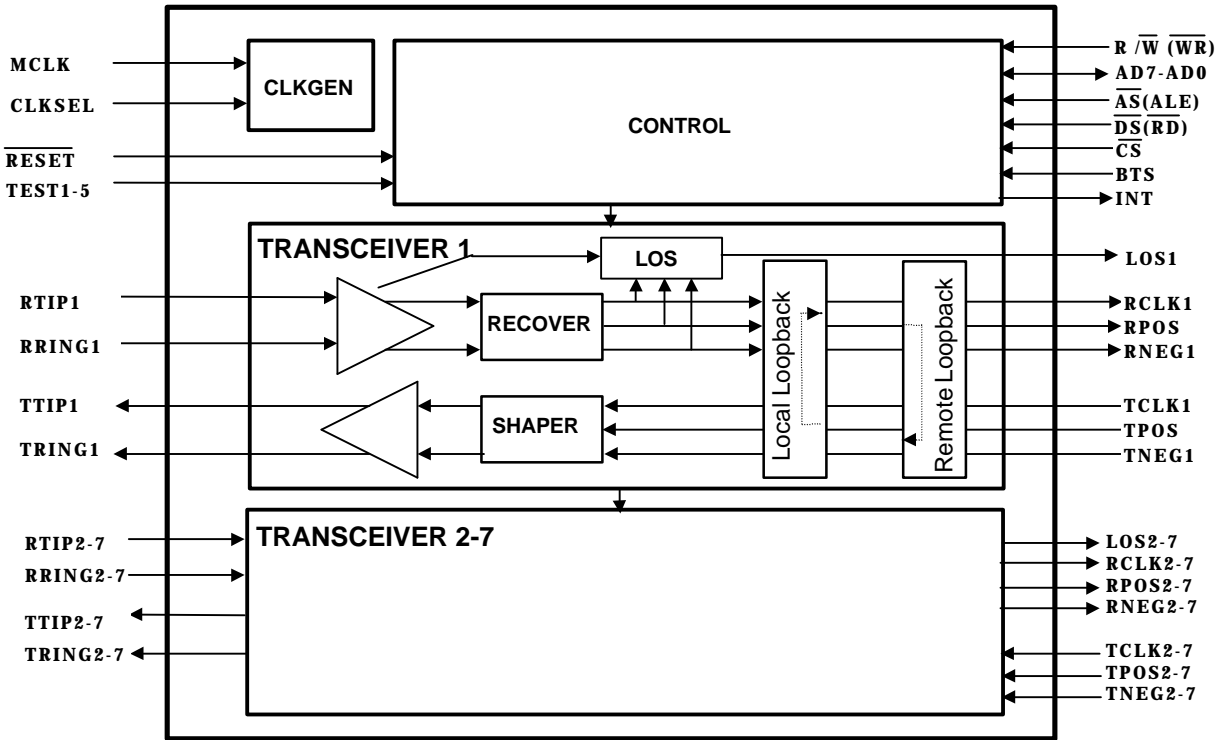 MCLK
CLKSEL
RESET
TEST1-5
CLKGEN
CONTROL
R /W (WR)
AD7-AD0
AS(ALE)
DS(RD)
CS
BTS
INT
TRANSCEIVER 1
LOS
LOS1
RTIP1
RRING1
RECOVER
RCLK1
RPOS
RNEG1
Local Loopback
Remote Loopback
TTIP1
TRING1
SHAPER
TCLK1
TPOS
TNEG1
TRANSCEIVER 2-7
RTIP2-7
RRING2-7
TTIP2-7
TRING2-7
LOS2-7
RCLK2-7
RPOS2-7
RNEG2-7
TCLK2-7
TPOS2-7
TNEG2-7